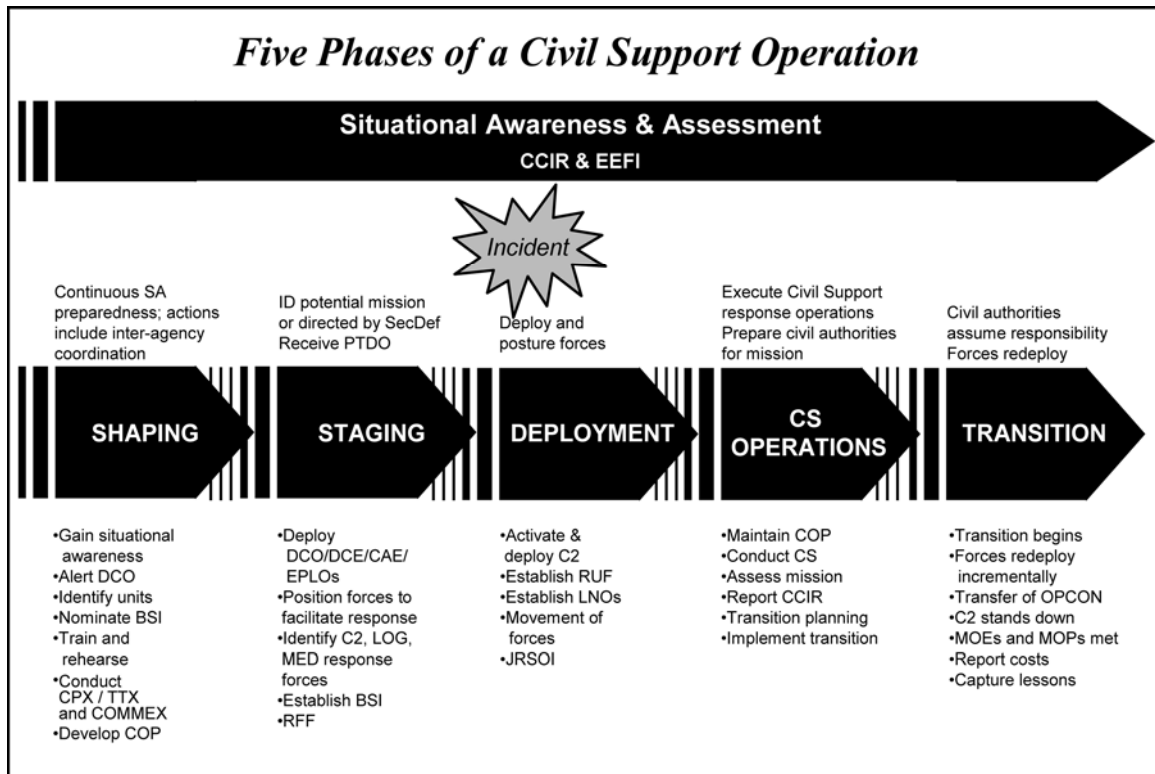 Five Phases of a Civil Support Operation
Situational Awareness & Assessment
CCIR & EEFI
Incident
Continuous SA
preparedness; actions
include inter-agency
coordination
ID potential mission
or directed by SecDef
Receive PTDO
Deploy and
posture forces
Execute Civil Support
response operations
Prepare civil authorities
for mission
Civil authorities
assume responsibility
Forces redeploy
SHAPING
STAGING
DEPLOYMENT
CS
OPERATIONS
TRANSITION
•Gain situational
awareness
•Alert DCO
•Identify units
•Nominate BSI
•Train and
rehearse
•Conduct
CPX / TTX
and COMMEX
•Develop COP
•Deploy
DCO/DCE/CAE/
EPLOs
•Position forces to
facilitate response
•Identify C2, LOG,
MED response
forces
•Establish BSI
•RFF
•Activate &
deploy C2
•Establish RUF
•Establish LNOs
•Movement of
forces
•JRSOI
•Maintain COP
•Conduct CS
•Assess mission
•Report CCIR
•Transition planning
•Implement transition
•Transition begins
•Forces redeploy
incrementally
•Transfer of OPCON
•C2 stands down
•MOEs and MOPs met
•Report costs
•Capture lessons